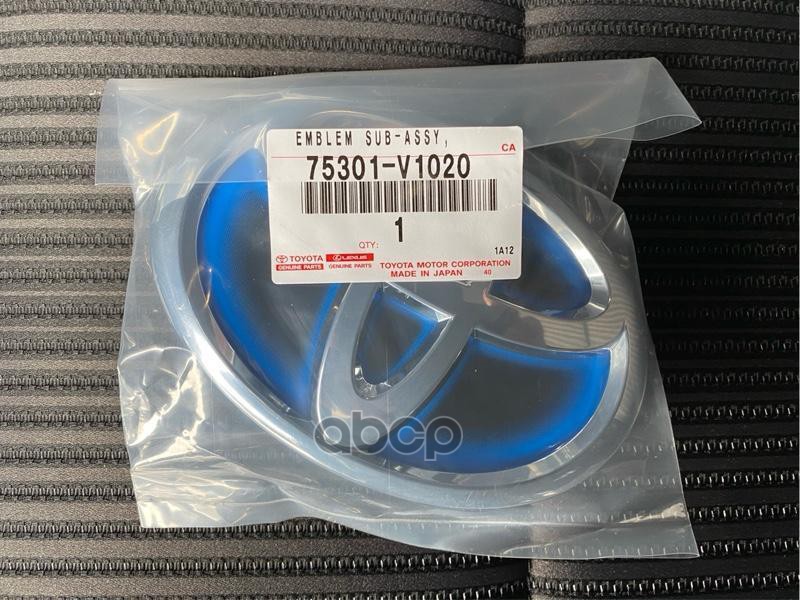 EMBLEM SUB-ASSY,
CA
75301-V1020
QTY: 1
1A12
TOYOTA LEXUS
GENUINE PARTS GENUINE PARTS
TOYOTA MOTOR CORPORATION
MADE IN JAPAN 40
abcp